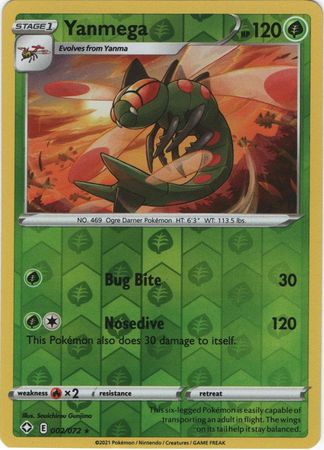 STAGE 1
Yanmega
HP 120
Evolves from Yanma
NO. 469 Ogre Darner Pokémon HT: 6'3" WT: 113.5 lbs.
Bug Bite 30
Nosedive 120
This Pokémon also does 30 damage to itself.
weakness ×2 resistance retreat
Illus. Souichirou Gunjima
This six-legged Pokémon is easily capable of
transporting an adult in flight. The wings
on its tail help it stay balanced.
E 002/072 ★
©2021 Pokémon / Nintendo / Creatures / GAME FREAK